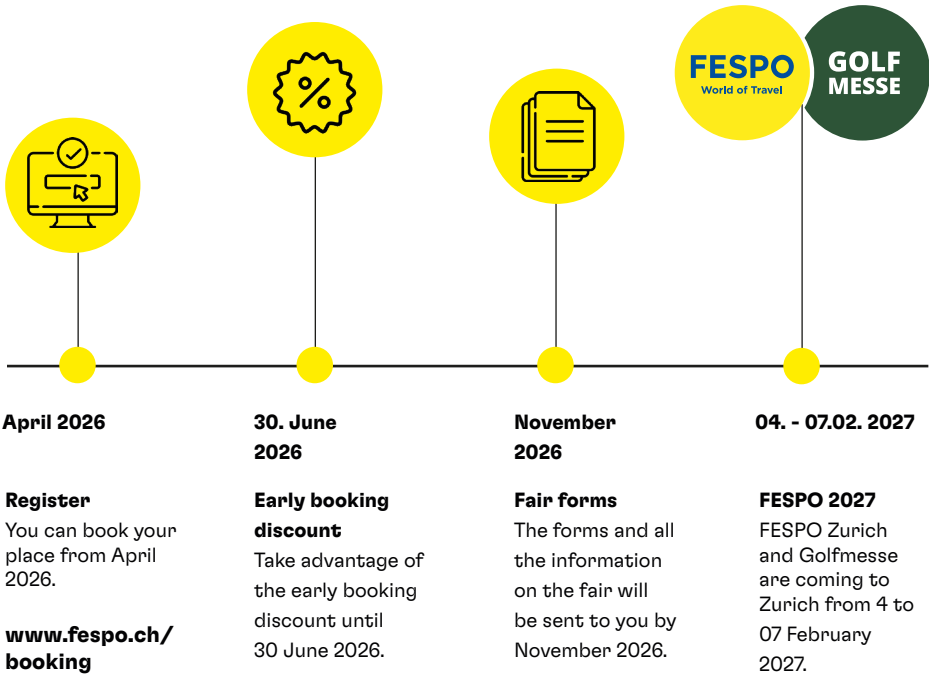 FESPO
World of Travel
GOLF
MESSE
%
April 2026
Register
You can book your
place from April
2026.
www.fespo.ch/
booking
30. June
2026
Early booking
discount
Take advantage of
the early booking
discount until
30 June 2026.
November
2026
Fair forms
The forms and all
the information
on the fair will
be sent to you by
November 2026.
04. - 07.02. 2027
FESPO 2027
FESPO Zurich
and Golfmesse
are coming to
Zurich from 4 to
07 February
2027.